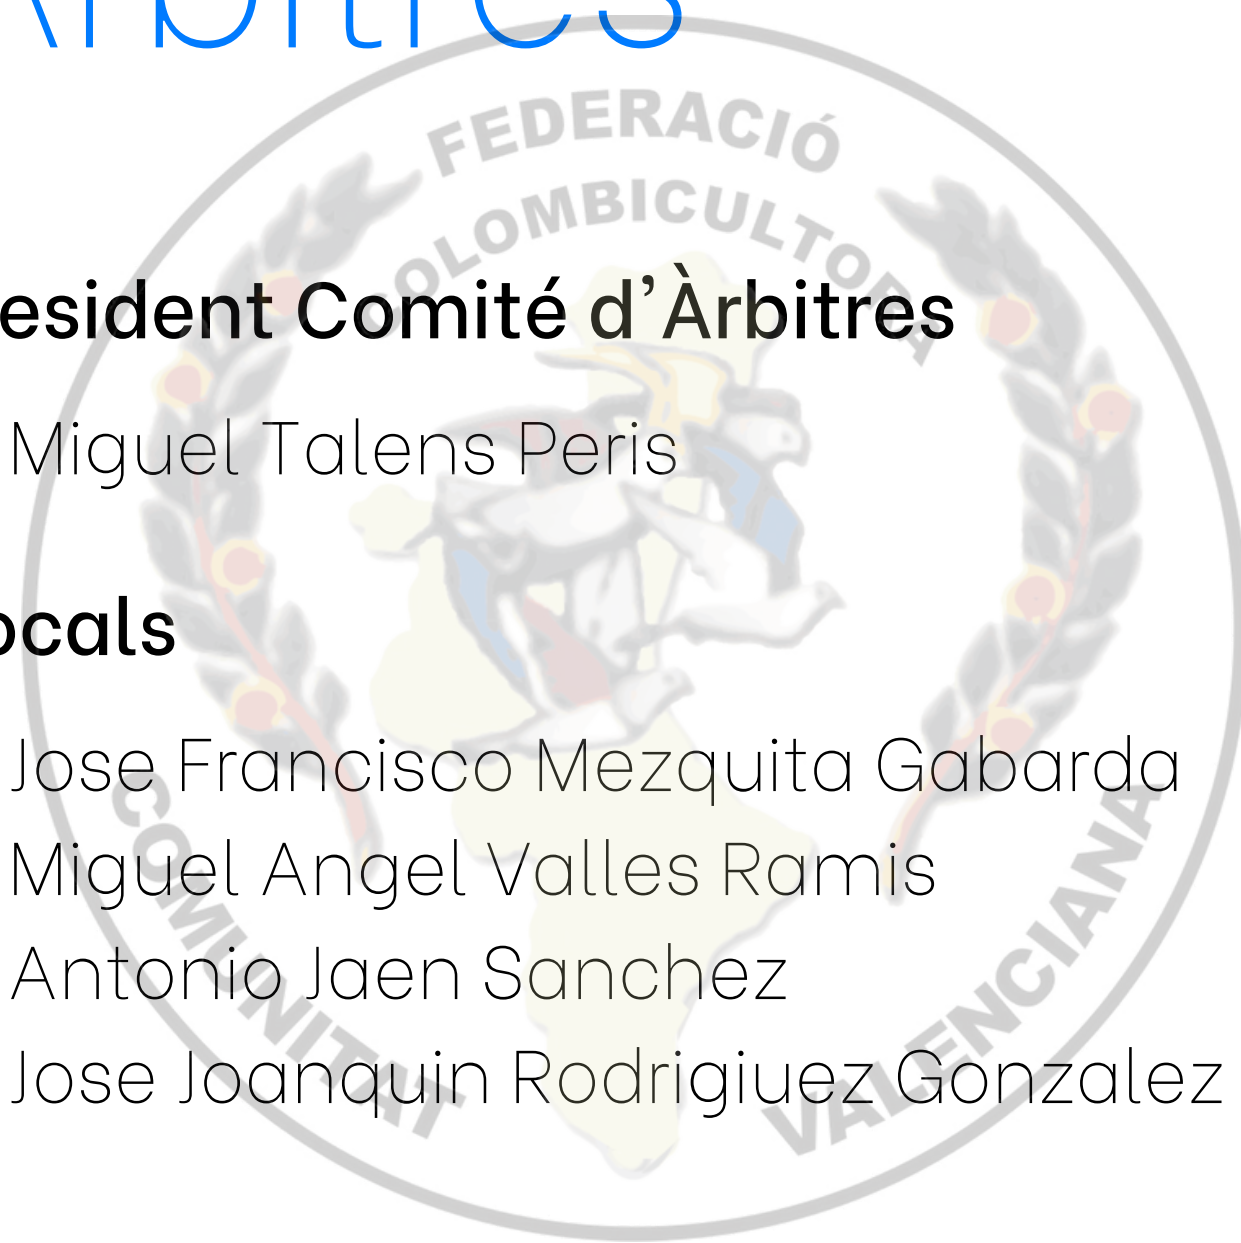 Àrbitres
FEDERACIÓ
COLOMBICULTORA
esident Comité d'Àrbitres
Miguel Talens Peris
ocals
Jose Francisco Mezquita Gabarda
Miguel Angel Valles Ramis
Antonio Jaen Sanchez
Jose Joanquin Rodrigiuez Gonzalez
COMUNITAT VALENCIANA